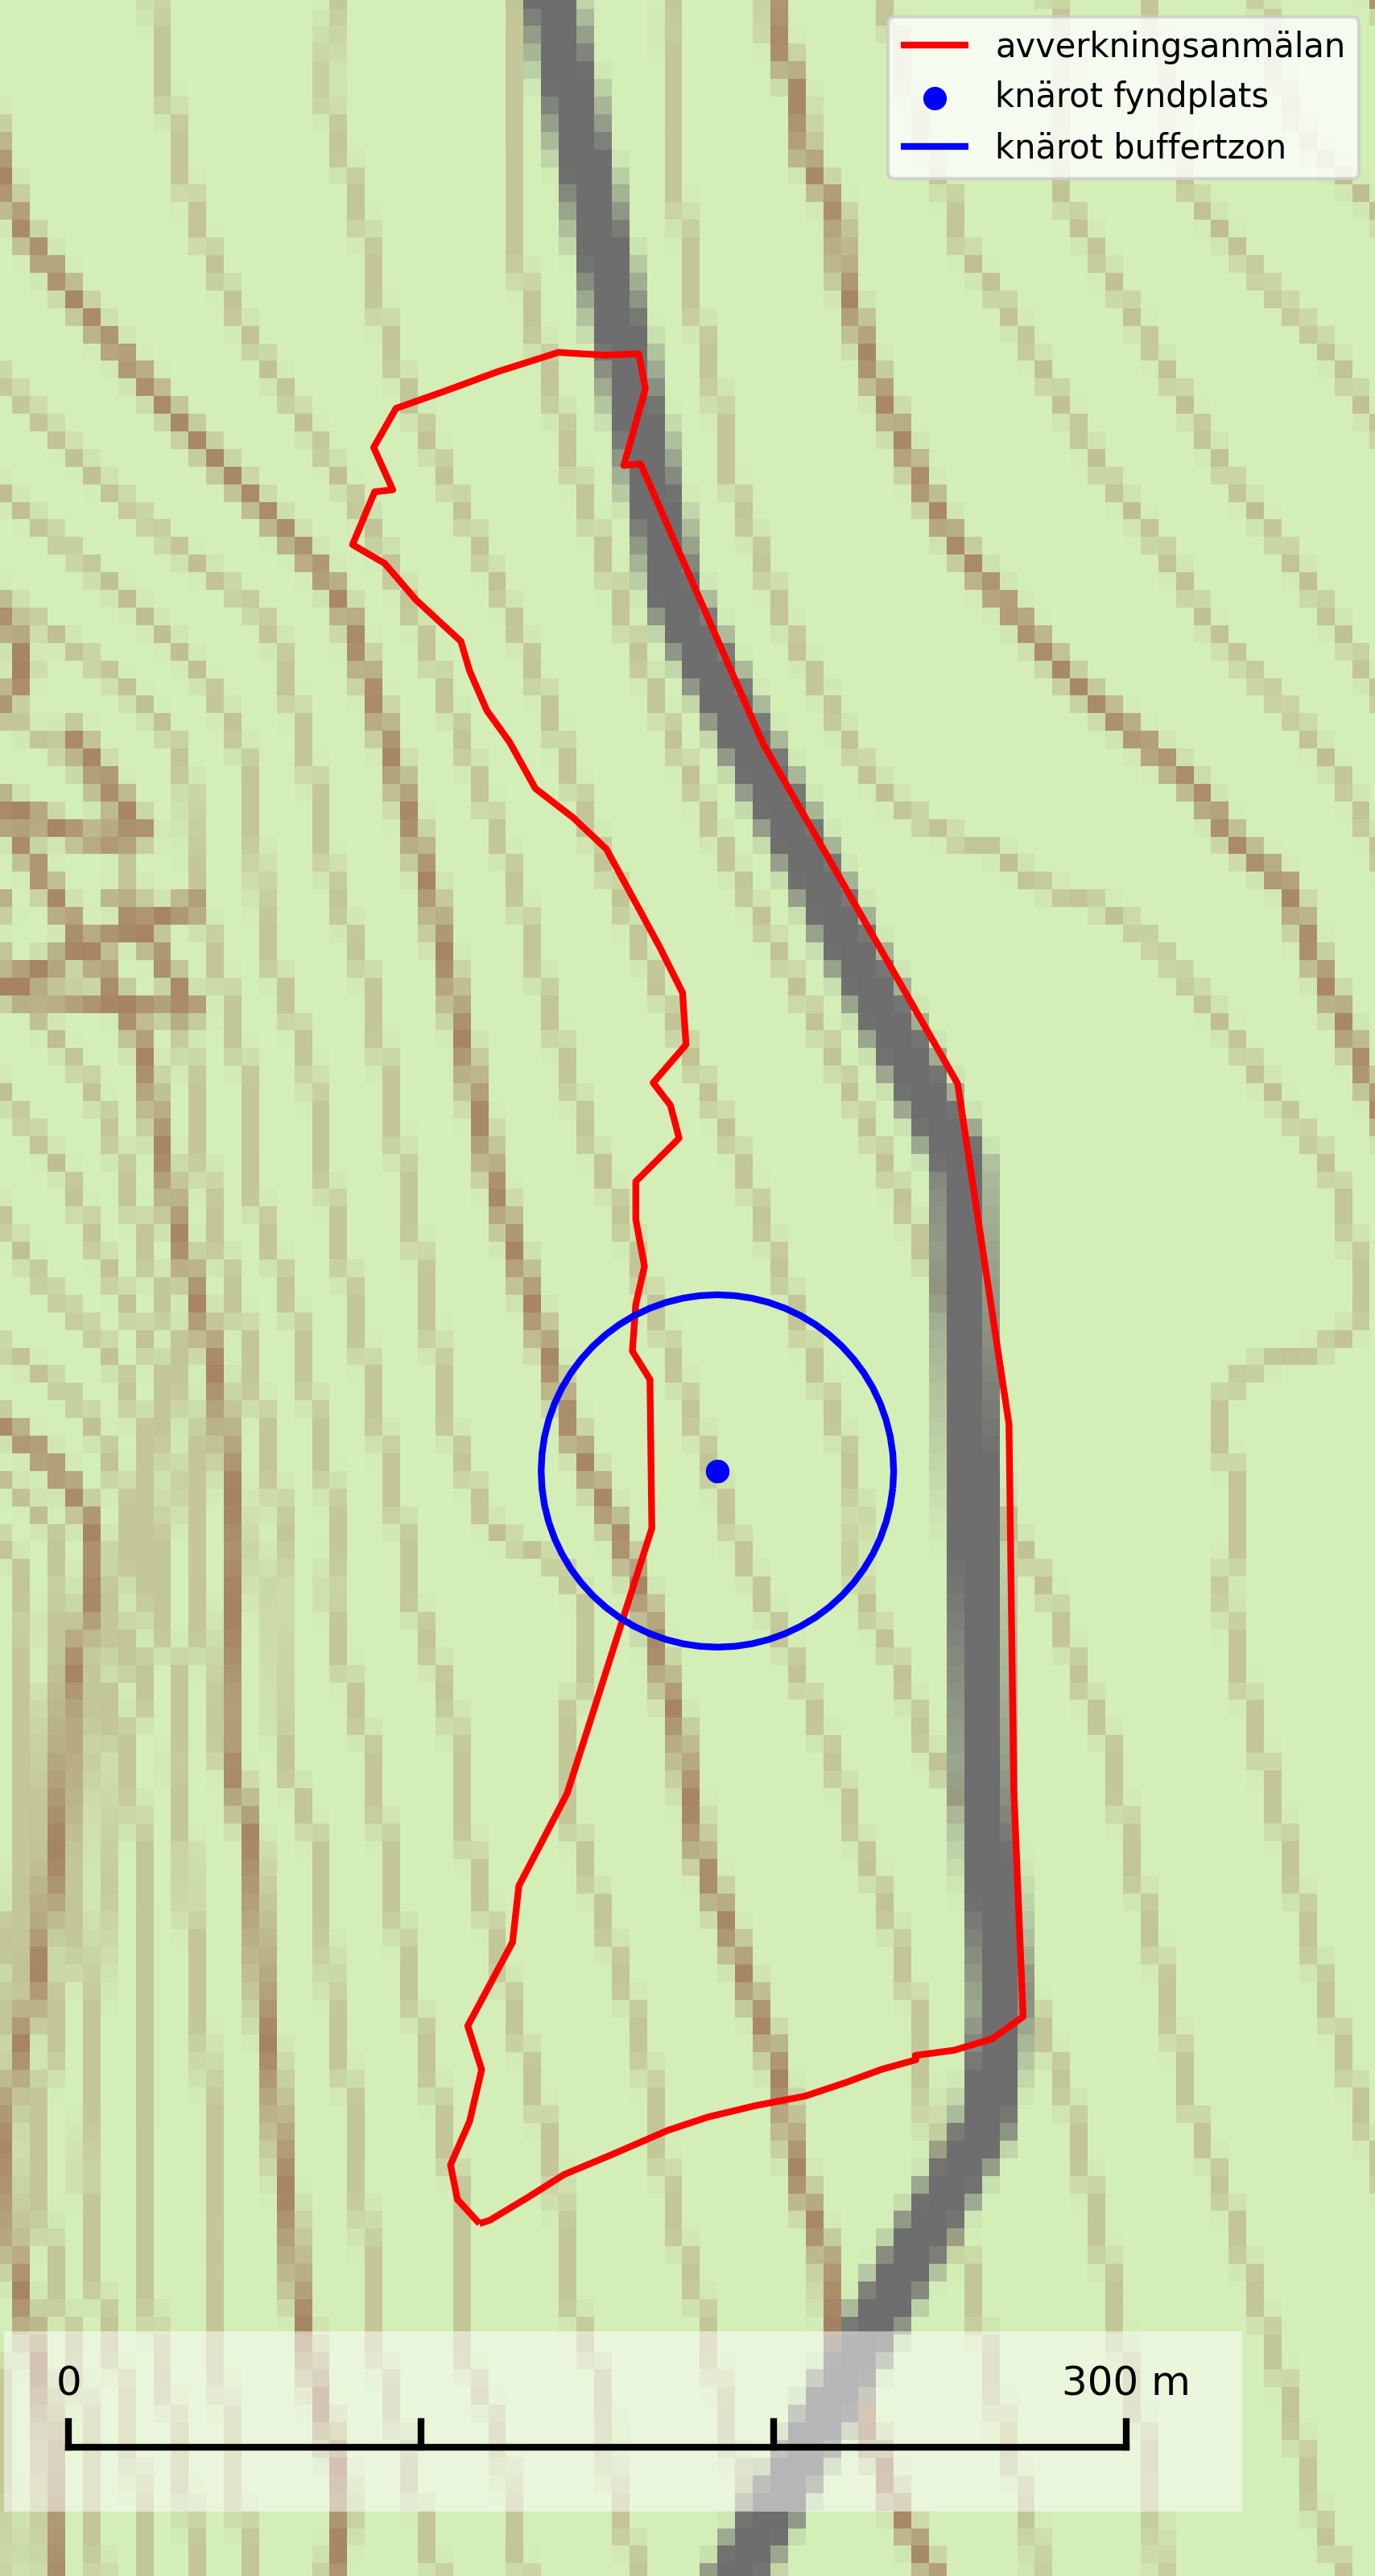 avverkningsanmälan
knärot fyndplats
knärot buffertzon
0 300 m